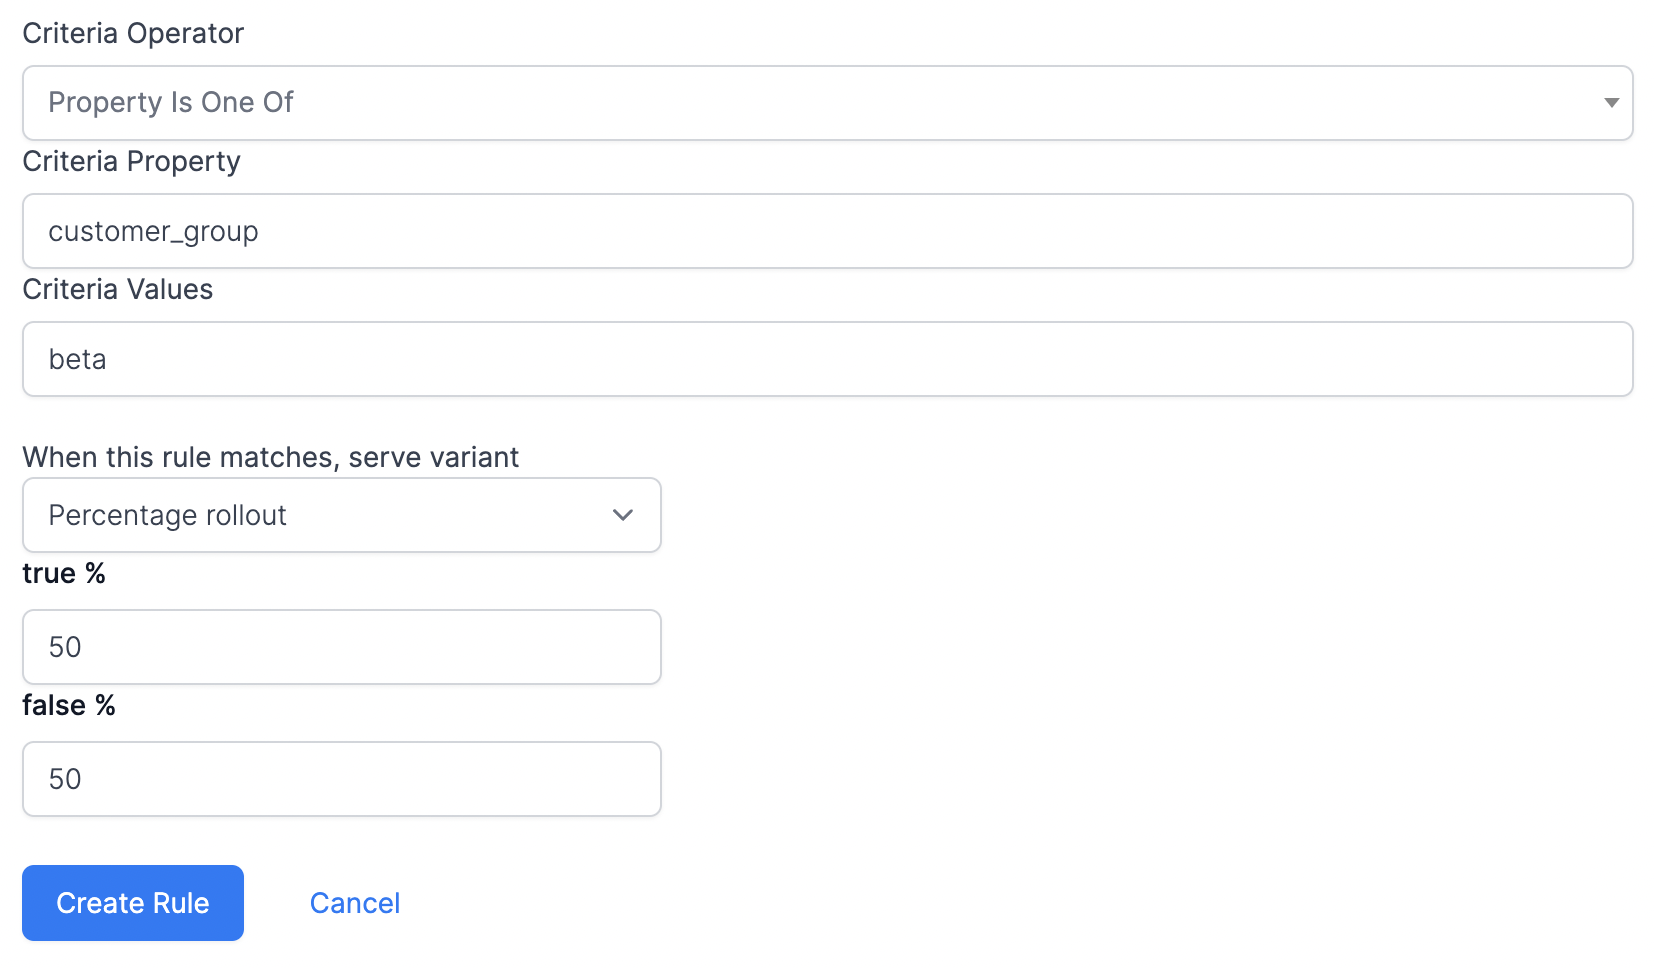 Criteria Operator
Property Is One Of
Criteria Property
customer_group
Criteria Values
beta
When this rule matches, serve variant
Percentage rollout
true %
50
false %
50
Create Rule Cancel